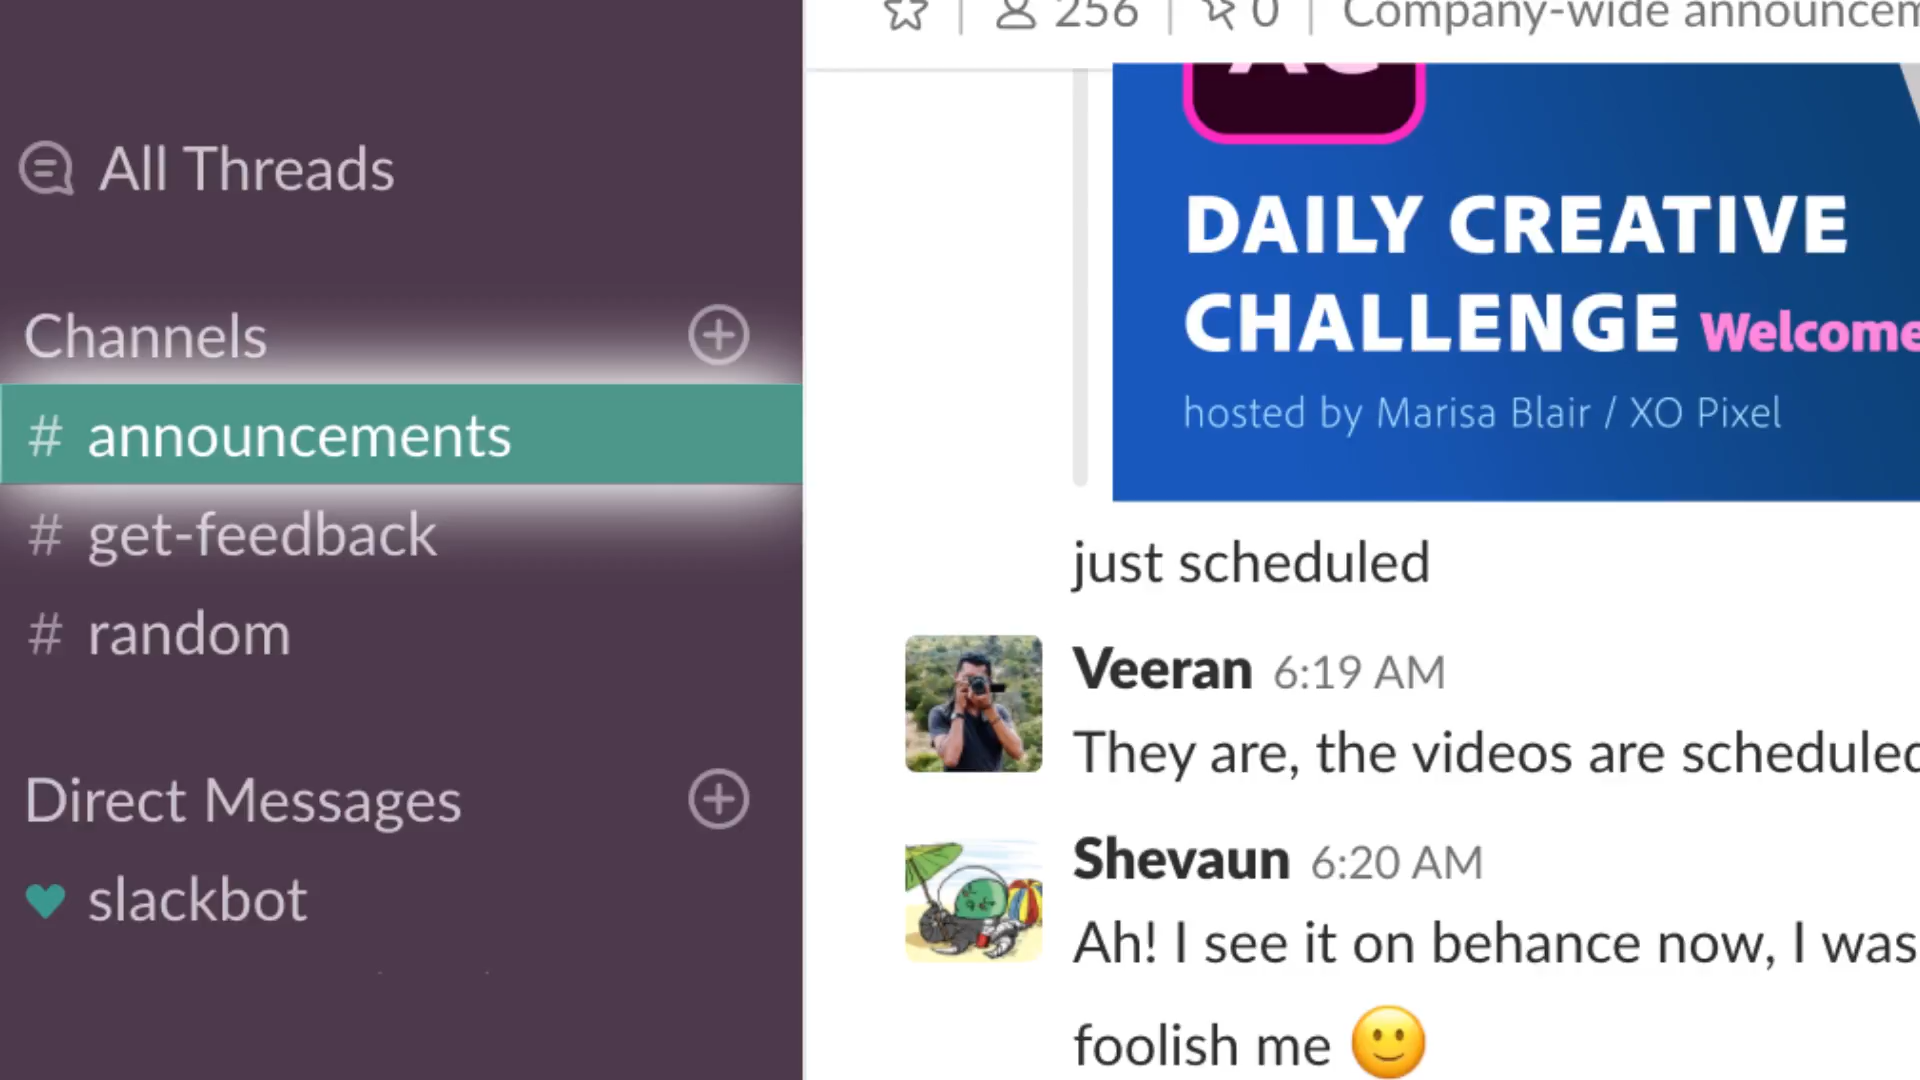 256 | 0 | Company-wide
All Threads
Channels
# announcements
# get-feedback
# random
Direct Messages
slackbot
DAILY CREATIVE
CHALLENGE Welcome
hosted by Marisa Blair / XO Pixel
just scheduled
Veeran 6:19 AM
They are, the videos are scheduled
Shevaun 6:20 AM
Ah! I see it on behance now, I was
foolish me 🙂